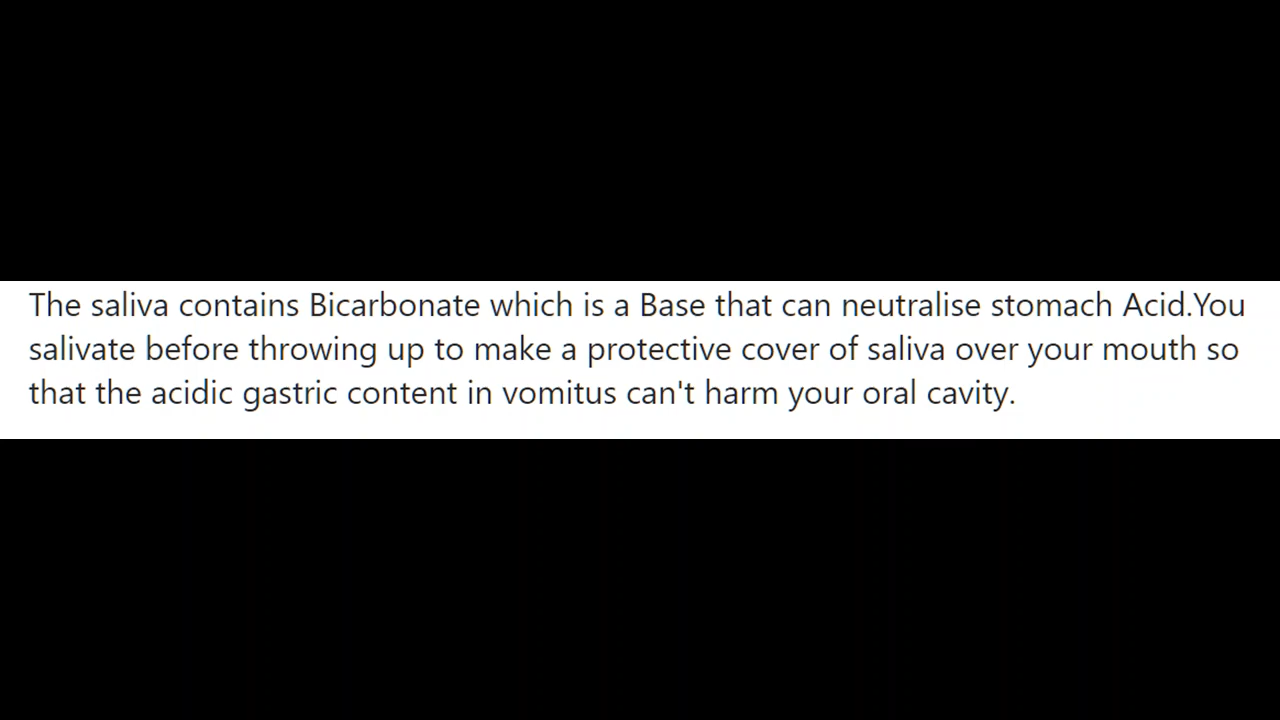 The saliva contains Bicarbonate which is a Base that can neutralise stomach Acid.You
salivate before throwing up to make a protective cover of saliva over your mouth so
that the acidic gastric content in vomitus can't harm your oral cavity.